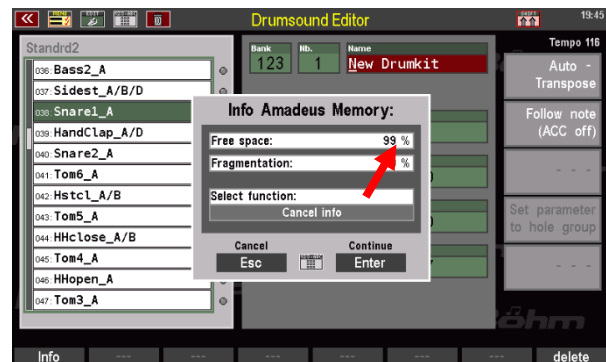 MENU
EDIT
Drumsound Editor
19:45
Standrd2
036:Bass2_A
037:Sidest_A/B/D
038:Snare1_A
039:HandClap_A/D
040:Snare2_A
041:Tom6_A
042:Hstcl_A/B
043:Tom5_A
044:HHclose_A/B
045:Tom4_A
046:HHopen_A
047:Tom3_A
Bank Nb. Name
123 1 New Drumkit
Info Amadeus Memory:
Free space: 99 %
Fragmentation: %
Select function:
Cancel info
Cancel Continue
Esc Enter
Tempo 116
Auto -
Transpose
Follow note
(ACC off)
- - -
Set parameter
to hole group
- - -
öhm
Info --- --- --- --- --- --- delete